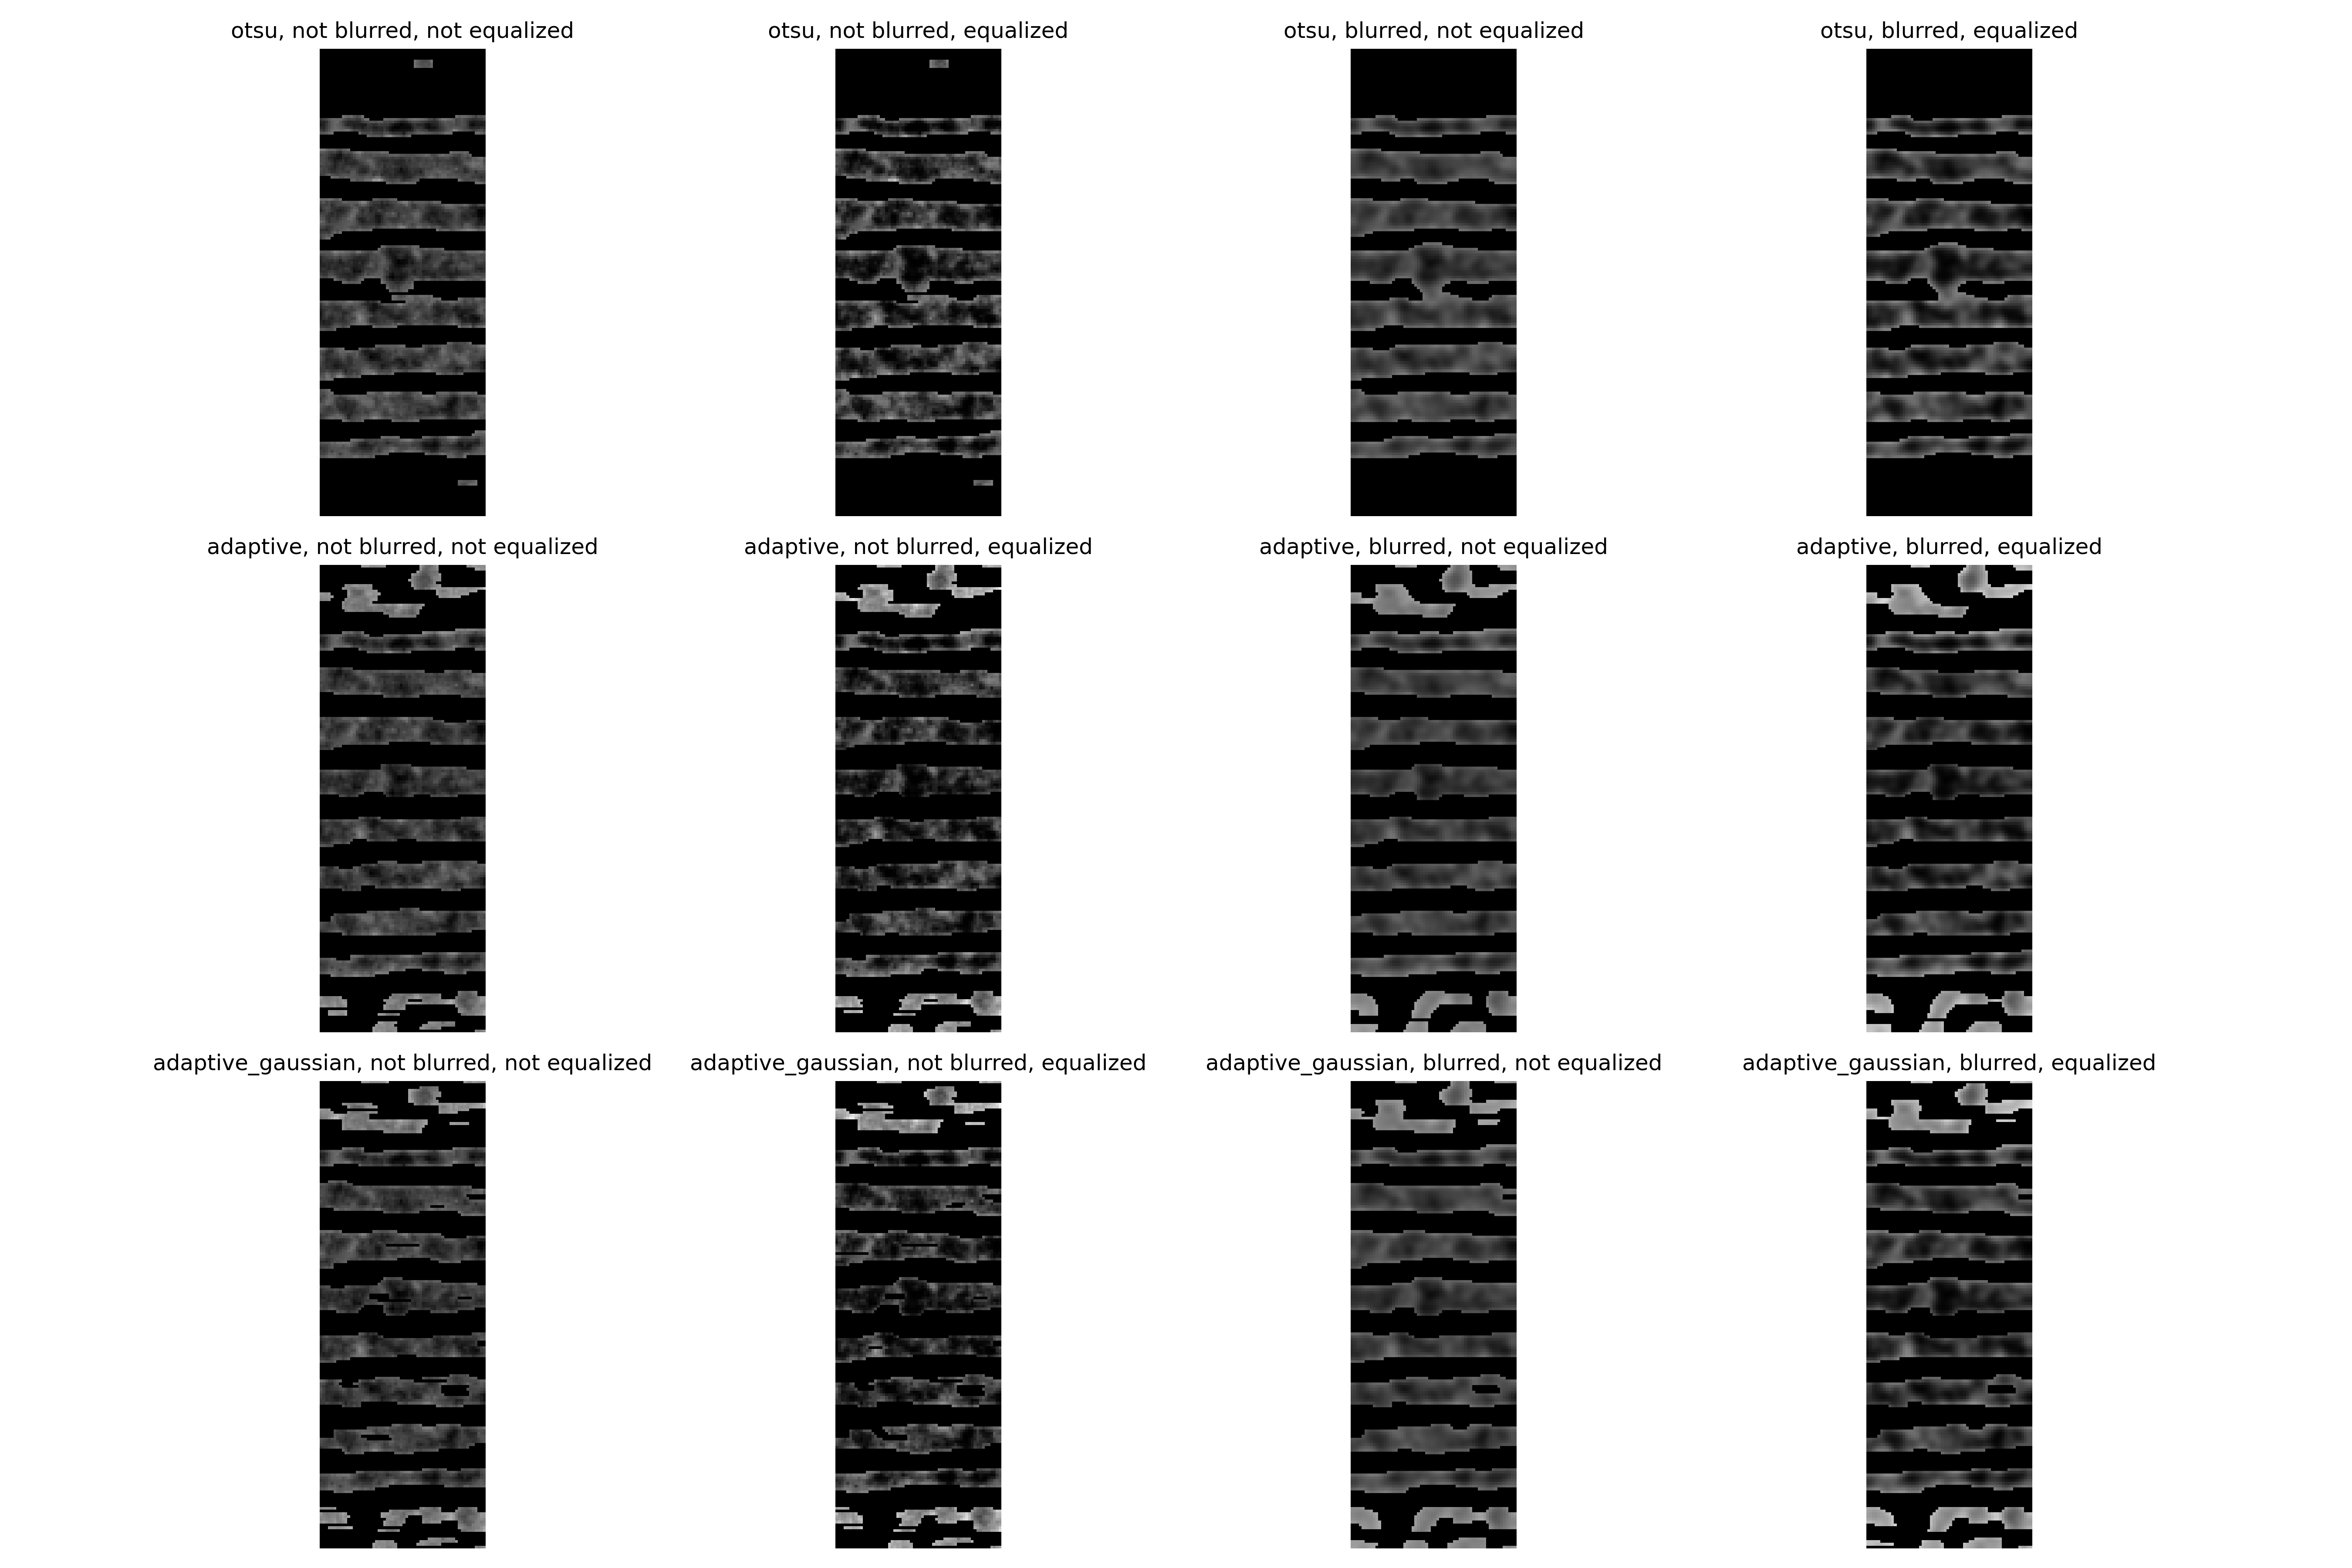 otsu, not blurred, not equalized
otsu, not blurred, equalized
otsu, blurred, not equalized
otsu, blurred, equalized
adaptive, not blurred, not equalized
adaptive, not blurred, equalized
adaptive, blurred, not equalized
adaptive, blurred, equalized
adaptive_gaussian, not blurred, not equalized
adaptive_gaussian, not blurred, equalized
adaptive_gaussian, blurred, not equalized
adaptive_gaussian, blurred, equalized